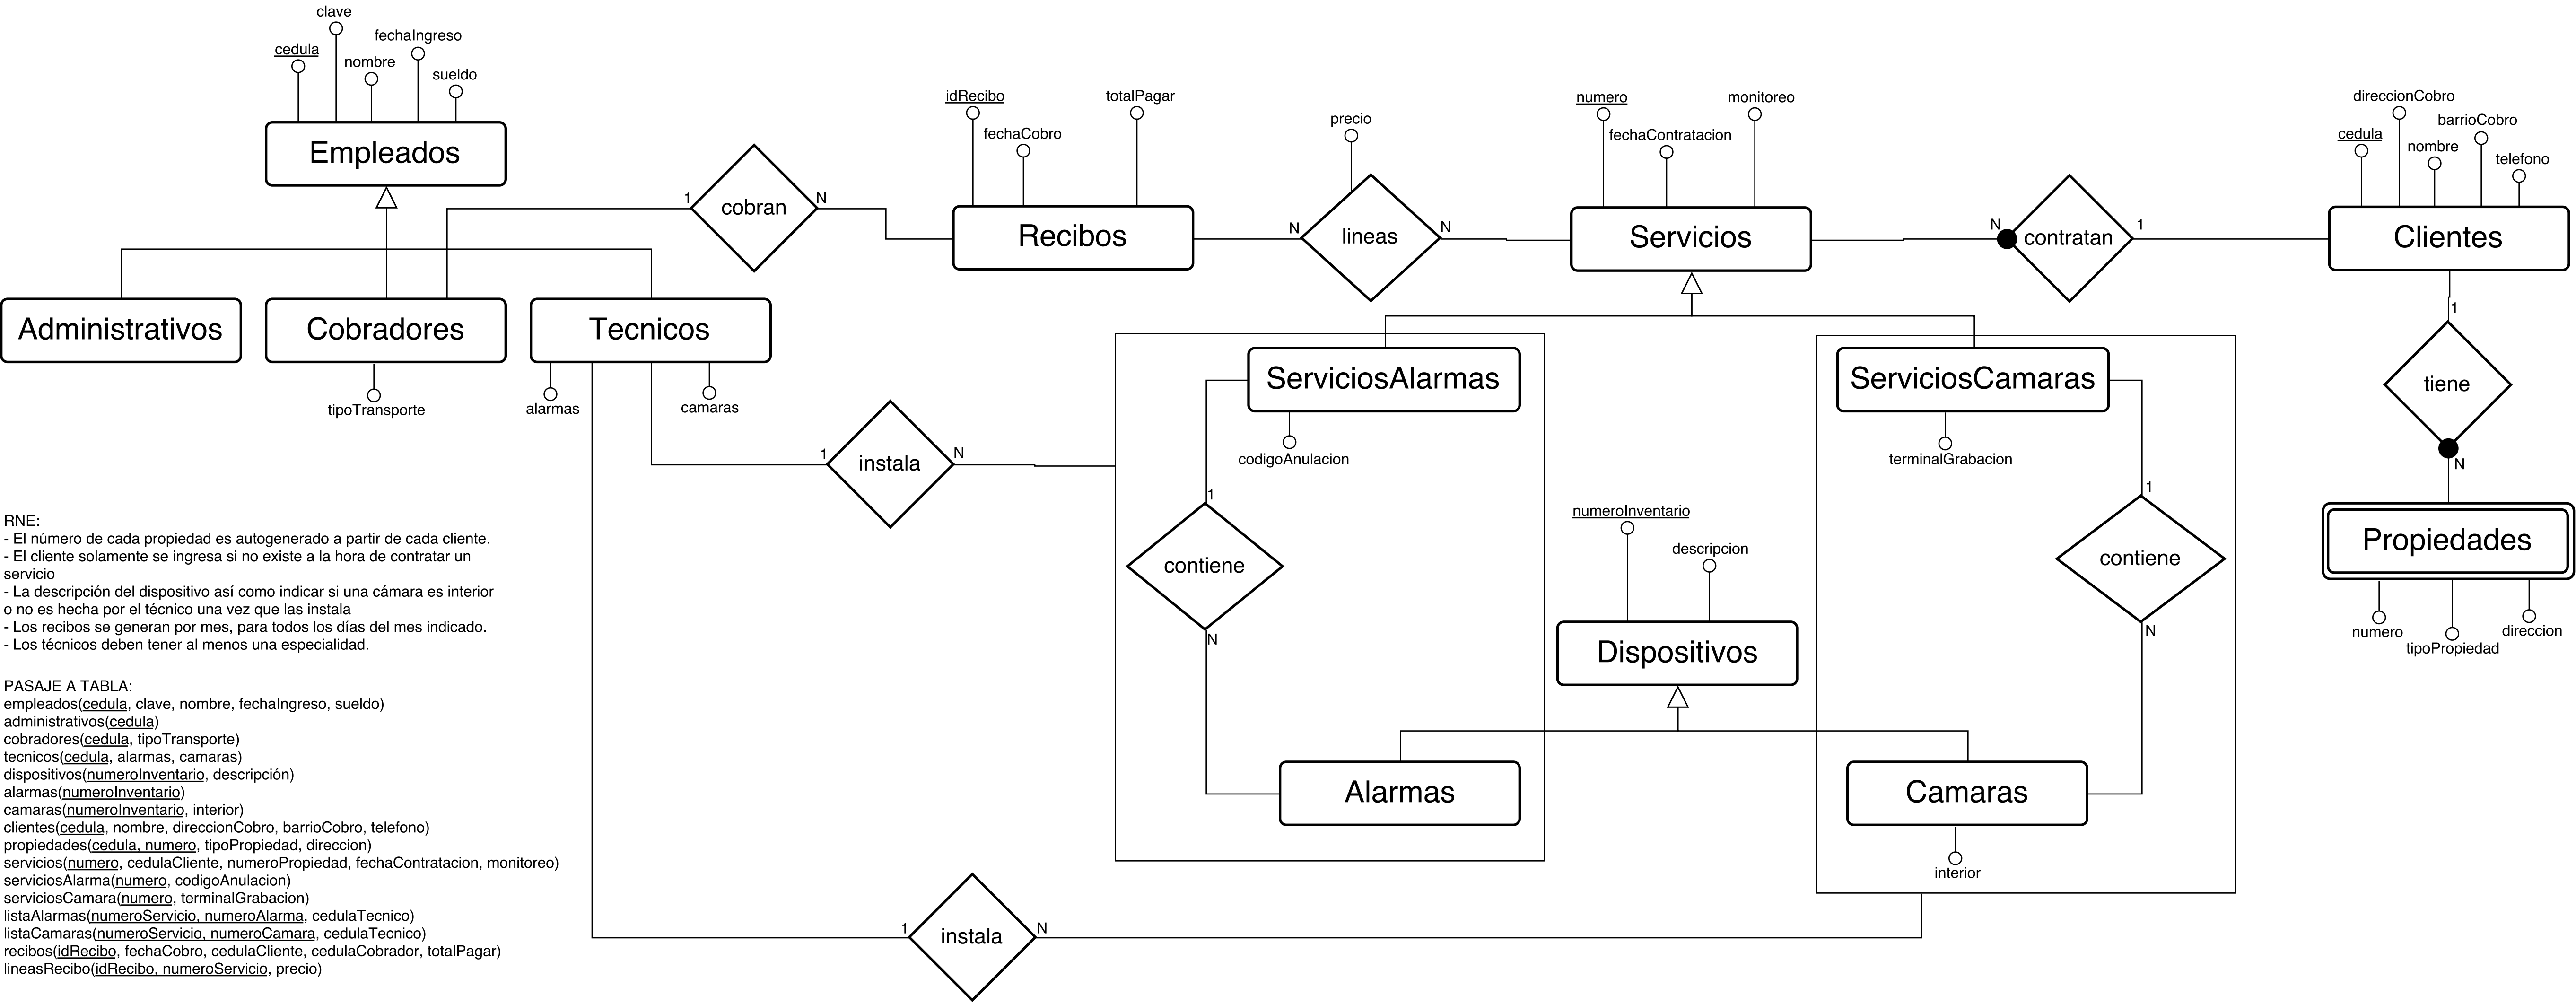 clave
cedula
fechaIngreso
nombre
sueldo
Empleados
idRecibo
totalPagar
fechaCobro
precio
numero
monitoreo
fechaContratacion
direccionCobro
barrioCobro
cedula
nombre
telefono
1
cobran
N
Recibos
N
lineas
N
Servicios
N
contratan
1
Clientes
Administrativos
Cobradores
Tecnicos
tipoTransporte
alarmas
camaras
ServiciosAlarmas
codigoAnulacion
ServiciosCamaras
terminalGrabacion
1
tiene
N
1
instala
N
1
contiene
N
numeroInventario
descripcion
Dispositivos
1
contiene
N
Propiedades
numero
tipoPropiedad
direccion
Alarmas
Camaras
interior
1
instala
N
RNE:
- El número de cada propiedad es autogenerado a partir de cada cliente.
- El cliente solamente se ingresa si no existe a la hora de contratar un
servicio
- La descripción del dispositivo así como indicar si una cámara es interior
o no es hecha por el técnico una vez que las instala
- Los recibos se generan por mes, para todos los días del mes indicado.
- Los técnicos deben tener al menos una especialidad.
PASAJE A TABLA:
empleados(cedula, clave, nombre, fechaIngreso, sueldo)
administrativos(cedula)
cobradores(cedula, tipoTransporte)
tecnicos(cedula, alarmas, camaras)
dispositivos(numeroInventario, descripción)
alarmas(numeroInventario)
camaras(numeroInventario, interior)
clientes(cedula, nombre, direccionCobro, barrioCobro, telefono)
propiedades(cedula, numero, tipoPropiedad, direccion)
servicios(numero, cedulaCliente, numeroPropiedad, fechaContratacion, monitoreo)
serviciosAlarma(numero, codigoAnulacion)
serviciosCamara(numero, terminalGrabacion)
listaAlarmas(numeroServicio, numeroAlarma, cedulaTecnico)
listaCamaras(numeroServicio, numeroCamara, cedulaTecnico)
recibos(idRecibo, fechaCobro, cedulaCliente, cedulaCobrador, totalPagar)
lineasRecibo(idRecibo, numeroServicio, precio)